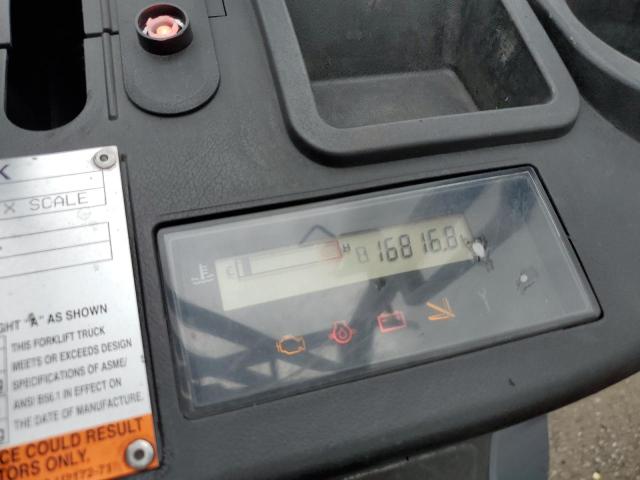 K
X SCALE
GHT "A" AS SHOWN
THIS FORKLIFT TRUCK
MEETS OR EXCEEDS DESIGN
SPECIFICATIONS OF ASME/
ANSI B56.1 IN EFFECT ON
THE DATE OF MANUFACTURE.
CE COULD RESULT
TORS ONLY.
H
16816.8